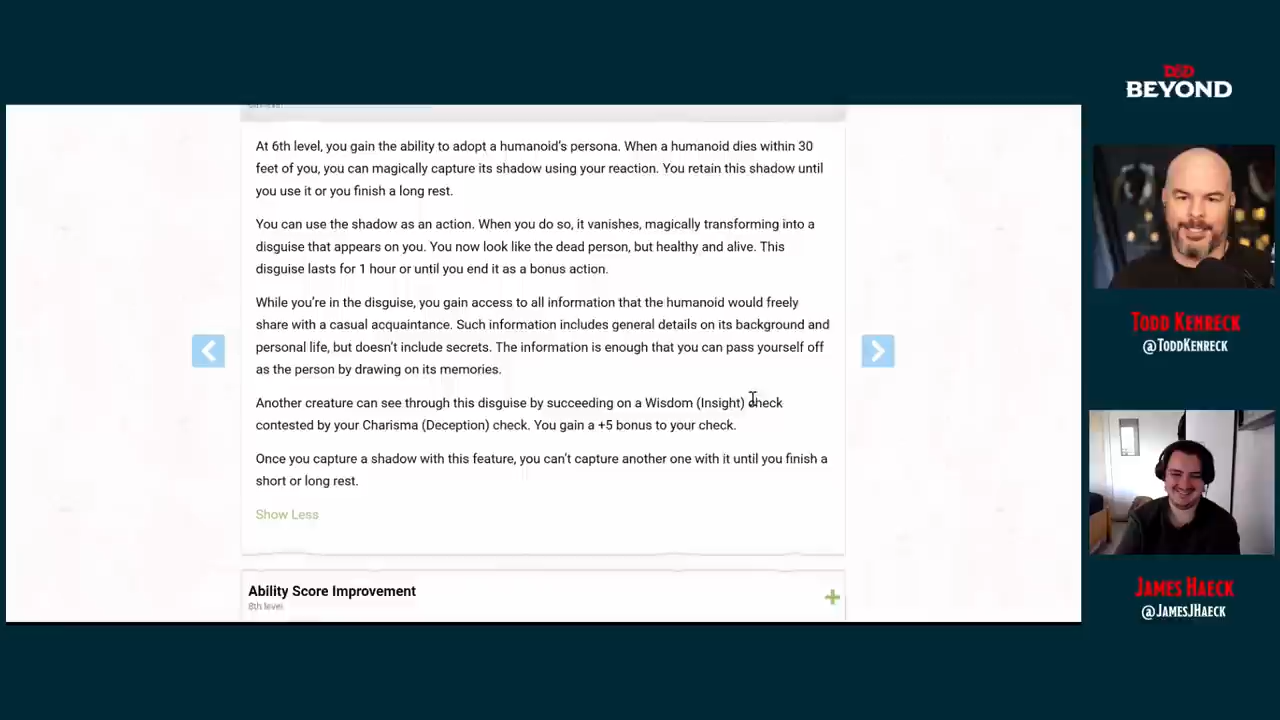 At 6th level, you gain the ability to adopt a humanoid's persona. When a humanoid dies within 30
feet of you, you can magically capture its shadow using your reaction. You retain this shadow until
you use it or you finish a long rest.
You can use the shadow as an action. When you do so, it vanishes, magically transforming into a
disguise that appears on you. You now look like the dead person, but healthy and alive. This
disguise lasts for 1 hour or until you end it as a bonus action.
While you're in the disguise, you gain access to all information that the humanoid would freely
share with a casual acquaintance. Such information includes general details on its background and
personal life, but doesn't include secrets. The information is enough that you can pass yourself off
as the person by drawing on its memories.
Another creature can see through this disguise by succeeding on a Wisdom (Insight) check
contested by your Charisma (Deception) check. You gain a +5 bonus to your check.
Once you capture a shadow with this feature, you can't capture another one with it until you finish a
short or long rest.
Show Less
Ability Score Improvement
8th level
D&D
BEYOND
Todd Kenreck
@ToddKenreck
James Haeck
@JamesJHaeck